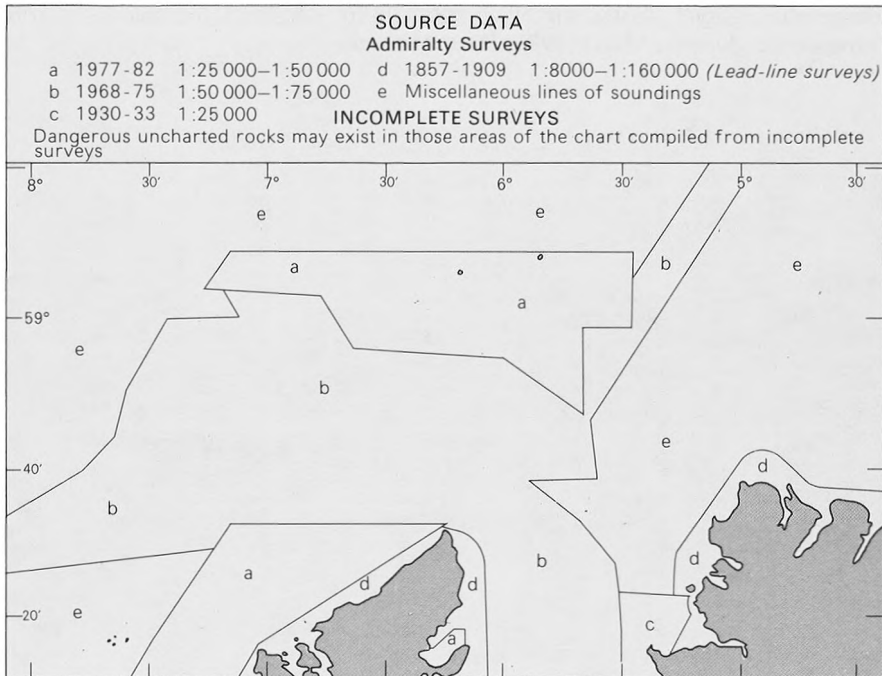 SOURCE DATA
Admiralty Surveys
a 1977-82 1:25 000–1:50 000 d 1857-1909 1:8000–1:160 000 (Lead-line surveys)
b 1968-75 1:50 000–1:75 000 e Miscellaneous lines of soundings
c 1930-33 1:25 000 INCOMPLETE SURVEYS
Dangerous uncharted rocks may exist in those areas of the chart compiled from incomplete
surveys
8° 30′ 7° 30′ 6° 30′ 5° 30′
e e
a b e
a
59°
e
b
e
40′ d
b
b d
a d d
e 20′ c
a